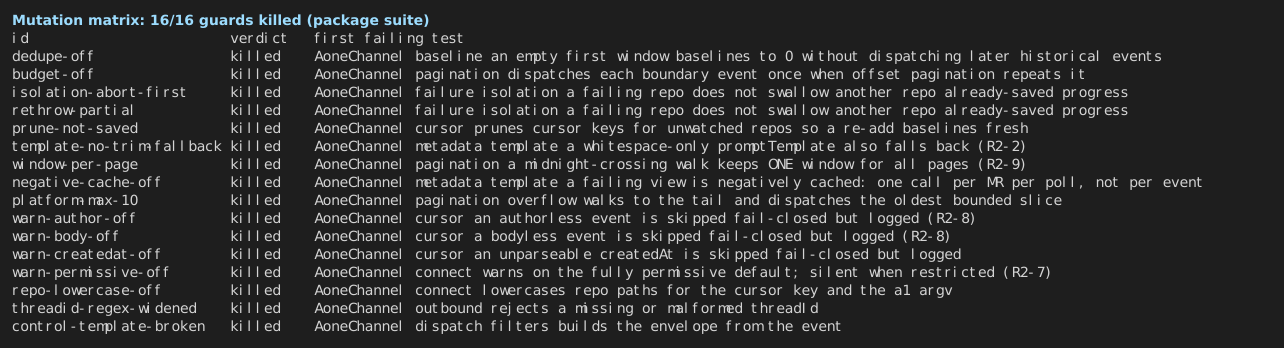 Mutation matrix: 16/16 guards killed (package suite)
id verdict first failing test
dedupe-off killed AoneChannel baseline an empty first window baselines to 0 without dispatching later historical events
budget-off killed AoneChannel pagination dispatches each boundary event once when offset pagination repeats it
isolation-abort-first killed AoneChannel failure isolation a failing repo does not swallow another repo already-saved progress
rethrow-partial killed AoneChannel failure isolation a failing repo does not swallow another repo already-saved progress
prune-not-saved killed AoneChannel cursor prunes cursor keys for unwatched repos so a re-add baselines fresh
template-no-trim-fallback killed AoneChannel metadata template a whitespace-only promptTemplate also falls back (R2-2)
window-per-page killed AoneChannel pagination a midnight-crossing walk keeps ONE window for all pages (R2-9)
negative-cache-off killed AoneChannel metadata template a failing view is negatively cached: one call per MR per poll, not per event
platform-max-10 killed AoneChannel pagination overflow walks to the tail and dispatches the oldest bounded slice
warn-author-off killed AoneChannel cursor an authorless event is skipped fail-closed but logged (R2-8)
warn-body-off killed AoneChannel cursor a bodyless event is skipped fail-closed but logged (R2-8)
warn-createdat-off killed AoneChannel cursor an unparseable createdAt is skipped fail-closed but logged
warn-permissive-off killed AoneChannel connect warns on the fully permissive default; silent when restricted (R2-7)
repo-lowercase-off killed AoneChannel connect lowercases repo paths for the cursor key and the a1 argv
threadid-regex-widened killed AoneChannel outbound rejects a missing or malformed threadId
control-template-broken killed AoneChannel dispatch filters builds the envelope from the event